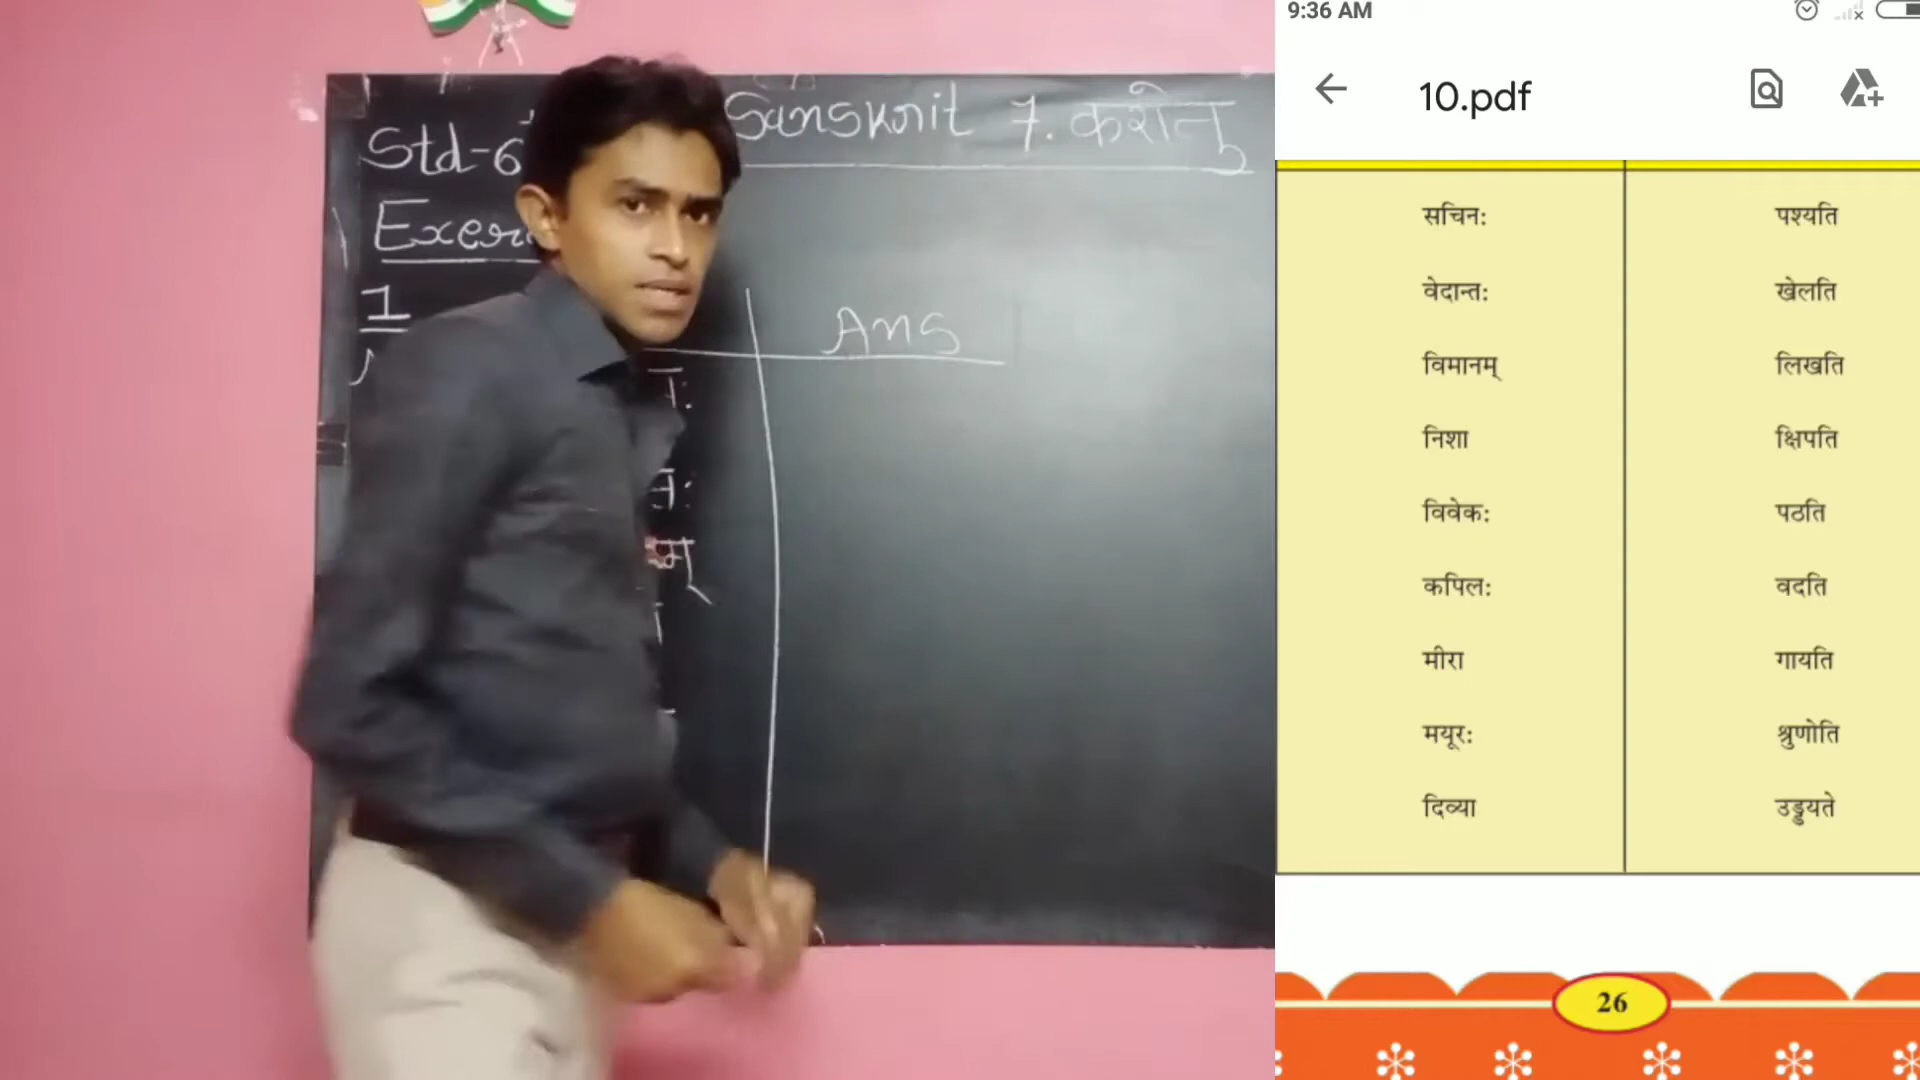 Std-6
Sanskrit 7. करोतु
1
Ans
9:36 AM
10.pdf
सचिन: पश्यति
वेदान्त: खेलति
विमानम् लिखति
निशा क्षिपति
विवेक: पठति
कपिल: वदति
मीरा गायति
मयूर: श्रुणोति
दिव्या उड्डयते
26